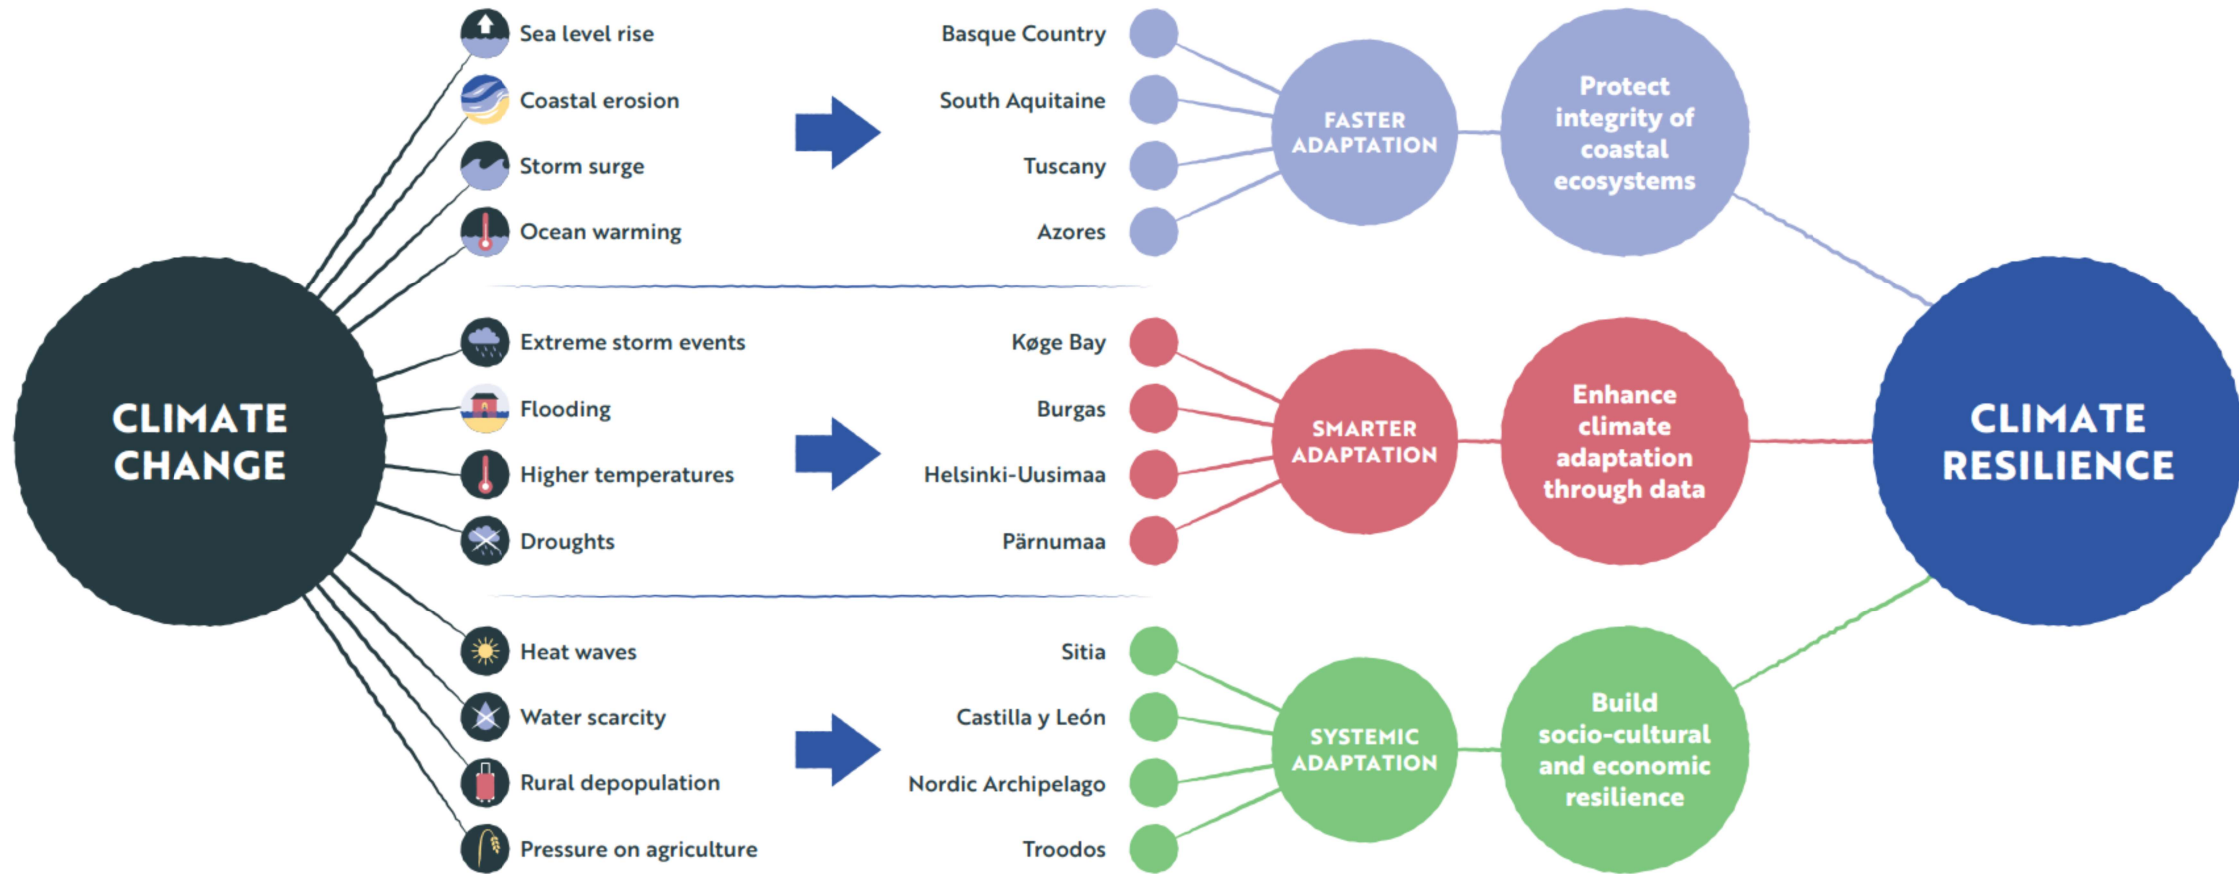 CLIMATE
CHANGE
Sea level rise
Coastal erosion
Storm surge
Ocean warming
Extreme storm events
Flooding
Higher temperatures
Droughts
Heat waves
Water scarcity
Rural depopulation
Pressure on agriculture
Basque Country
South Aquitaine
Tuscany
Azores
FASTER
ADAPTATION
Protect
integrity of
coastal
ecosystems
Køge Bay
Burgas
Helsinki-Uusimaa
Pärnumaa
SMARTER
ADAPTATION
Enhance
climate
adaptation
through data
Sitia
Castilla y León
Nordic Archipelago
Troodos
SYSTEMIC
ADAPTATION
Build
socio-cultural
and economic
resilience
CLIMATE
RESILIENCE